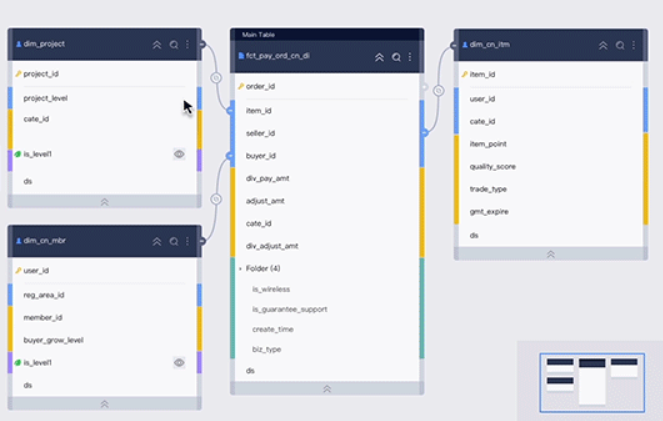 dim_project
project_id
project_level
cate_id
is_level1
ds
dim_cn_mbr
user_id
reg_area_id
member_id
buyer_grow_level
is_level1
ds
Main Table
fct_pay_ord_cn_di
order_id
item_id
seller_id
buyer_id
div_pay_amt
adjust_amt
cate_id
div_adjust_amt
Folder (4)
is_wireless
is_guarantee_support
create_time
biz_type
ds
dim_cn_itm
item_id
user_id
cate_id
item_point
quality_score
trade_type
gmt_expire
ds